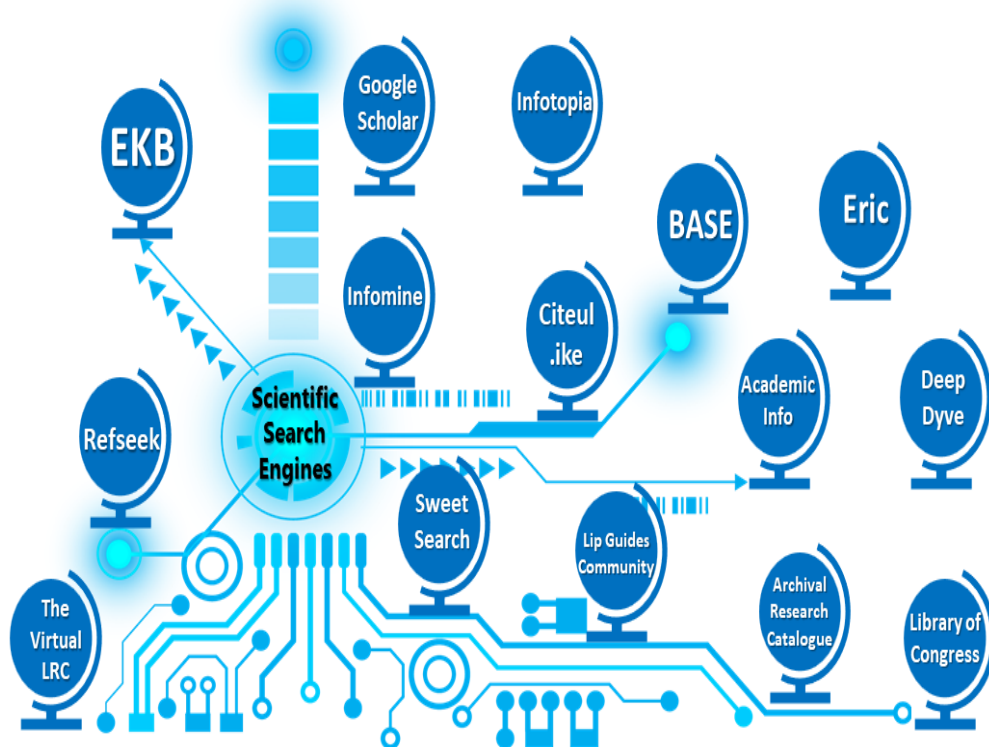 Google
Scholar
Infotopia
EKB
BASE
Eric
Infomine
Citeul
.ike
Scientific
Search
Engines
Academic
Info
Deep
Dyve
Refseek
Sweet
Search
Lip Guides
Community
The
Virtual
LRC
Archival
Research
Catalogue
Library of
Congress